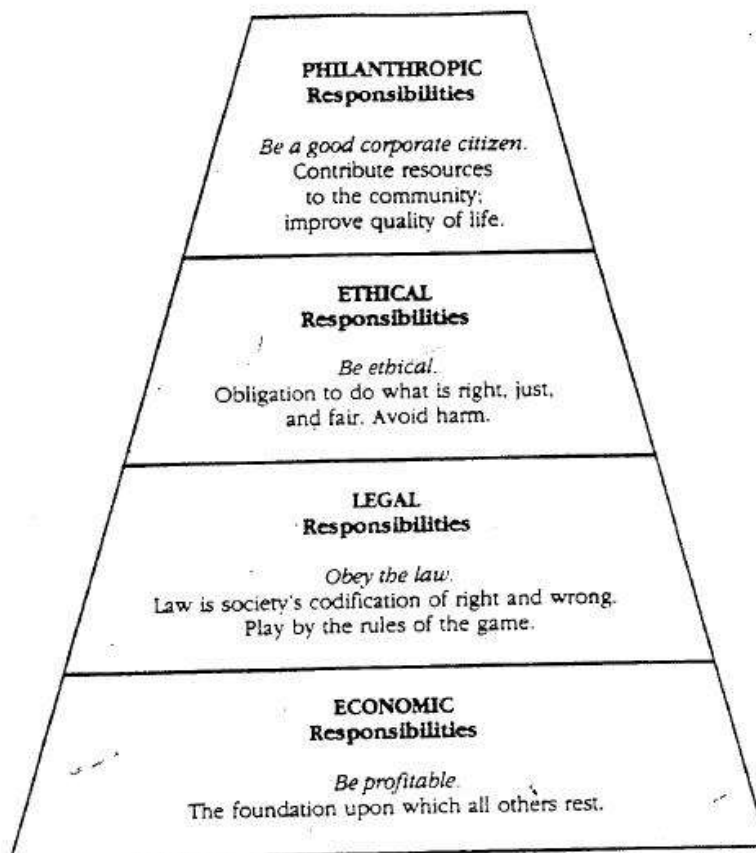 PHILANTHROPIC
Responsibilities
Be a good corporate citizen.
Contribute resources
to the community;
improve quality of life.
ETHICAL
Responsibilities
Be ethical.
Obligation to do what is right, just,
and fair. Avoid harm.
LEGAL
Responsibilities
Obey the law.
Law is society's codification of right and wrong.
Play by the rules of the game.
ECONOMIC
Responsibilities
Be profitable.
The foundation upon which all others rest.